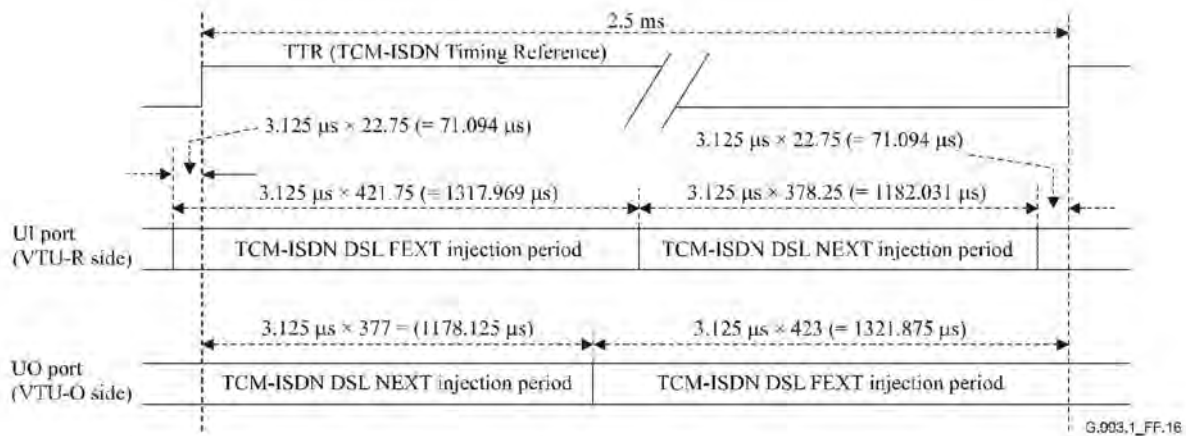 2.5 ms
TTR (TCM-ISDN Timing Reference)
3.125 μs × 22.75 (= 71.094 μs)
3.125 μs × 22.75 (= 71.094 μs)
3.125 μs × 421.75 (= 1317.969 μs)
3.125 μs × 378.25 (= 1182.031 μs)
UI port
(VTU-R side)
TCM-ISDN DSL FEXT injection period
TCM-ISDN DSL NEXT injection period
3.125 μs × 377 = (1178.125 μs)
3.125 μs × 423 (= 1321.875 μs)
UO port
(VTU-O side)
TCM-ISDN DSL NEXT injection period
TCM-ISDN DSL FEXT injection period
G.993.1_FF.16